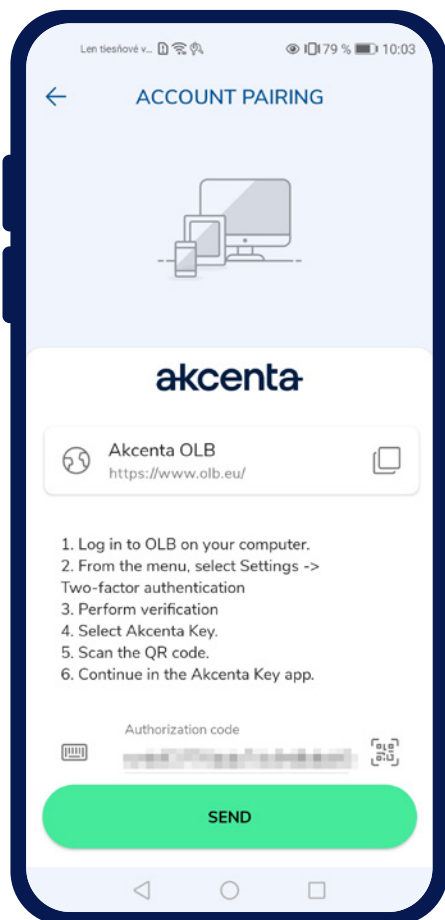 Len tiesňové v... 79 % 10:03
ACCOUNT PAIRING
akcenta
Akcenta OLB
https://www.olb.eu/
1. Log in to OLB on your computer.
2. From the menu, select Settings ->
Two-factor authentication
3. Perform verification
4. Select Akcenta Key.
5. Scan the QR code.
6. Continue in the Akcenta Key app.
Authorization code
SEND